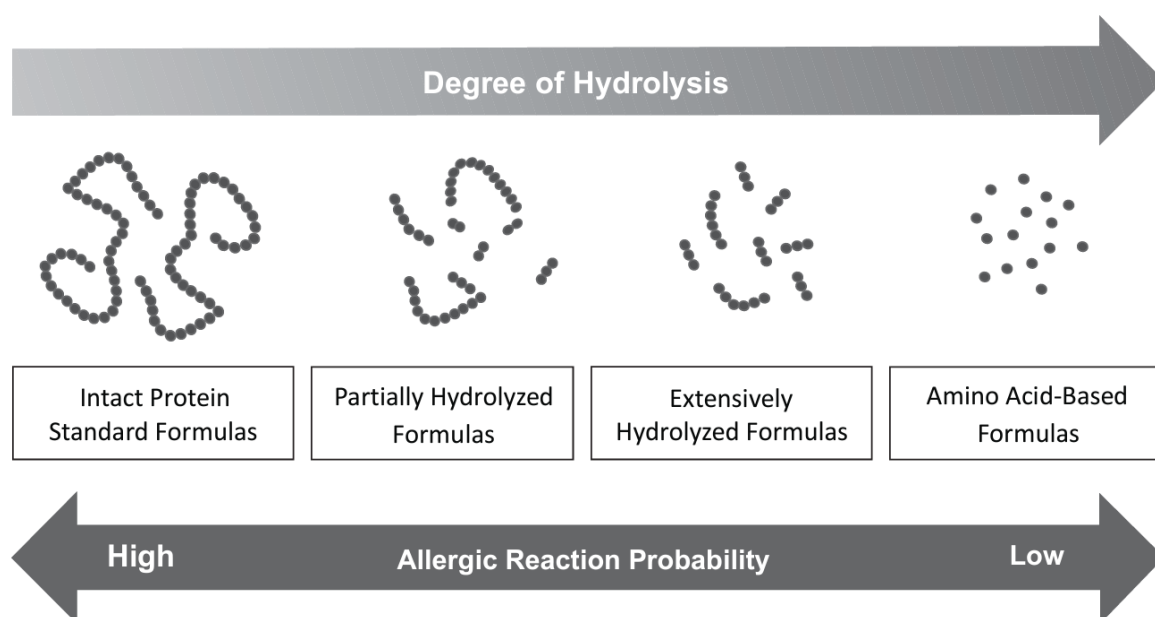 Degree of Hydrolysis
Intact Protein
Standard Formulas
Partially Hydrolyzed
Formulas
Extensively
Hydrolyzed Formulas
Amino Acid-Based
Formulas
High
Allergic Reaction Probability
Low